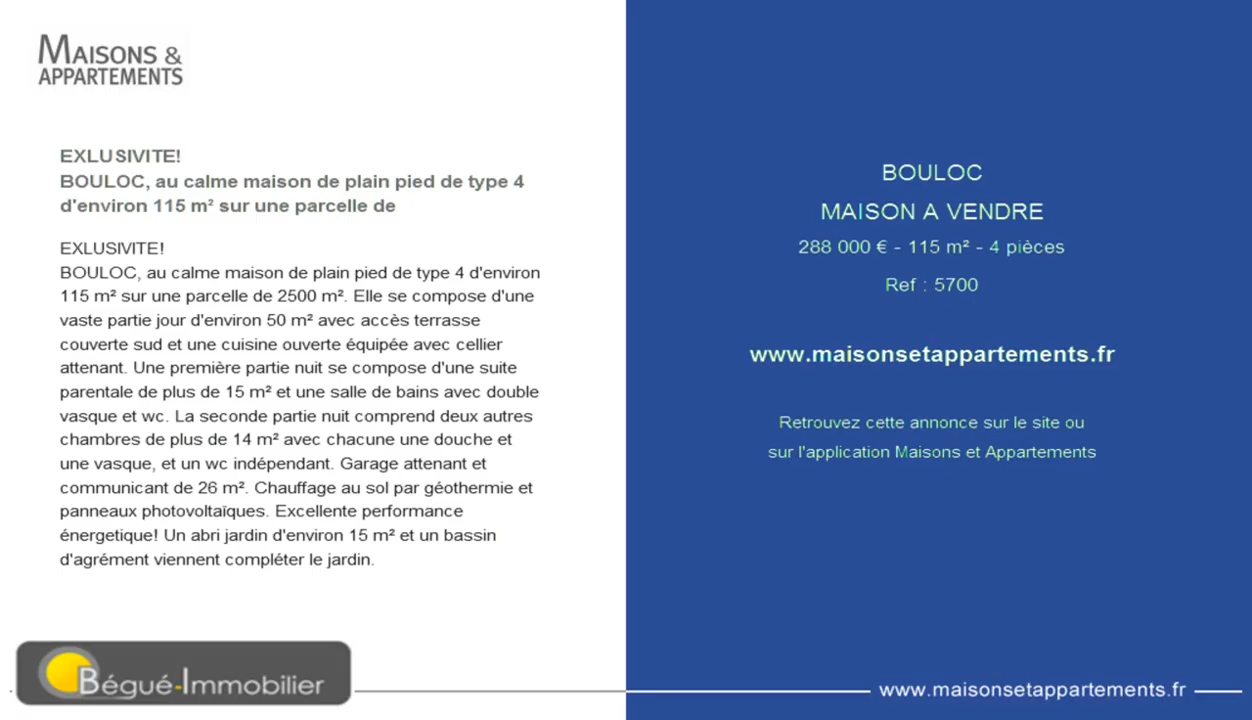 MAISONS &
APPARTEMENTS
EXLUSIVITE!
BOULOC, au calme maison de plain pied de type 4
d'environ 115 m² sur une parcelle de
EXLUSIVITE!
BOULOC, au calme maison de plain pied de type 4 d'environ
115 m² sur une parcelle de 2500 m². Elle se compose d'une
vaste partie jour d'environ 50 m² avec accès terrasse
couverte sud et une cuisine ouverte équipée avec cellier
attenant. Une première partie nuit se compose d'une suite
parentale de plus de 15 m² et une salle de bains avec double
vasque et wc. La seconde partie nuit comprend deux autres
chambres de plus de 14 m² avec chacune une douche et
une vasque, et un wc indépendant. Garage attenant et
communicant de 26 m². Chauffage au sol par géothermie et
panneaux photovoltaïques. Excellente performance
énergetique! Un abri jardin d'environ 15 m² et un bassin
d'agrément viennent compléter le jardin.
Bégué-Immobilier
BOULOC
MAISON A VENDRE
288 000 € - 115 m² - 4 pièces
Ref : 5700
www.maisonsetappartements.fr
Retrouvez cette annonce sur le site ou
sur l'application Maisons et Appartements
www.maisonsetappartements.fr